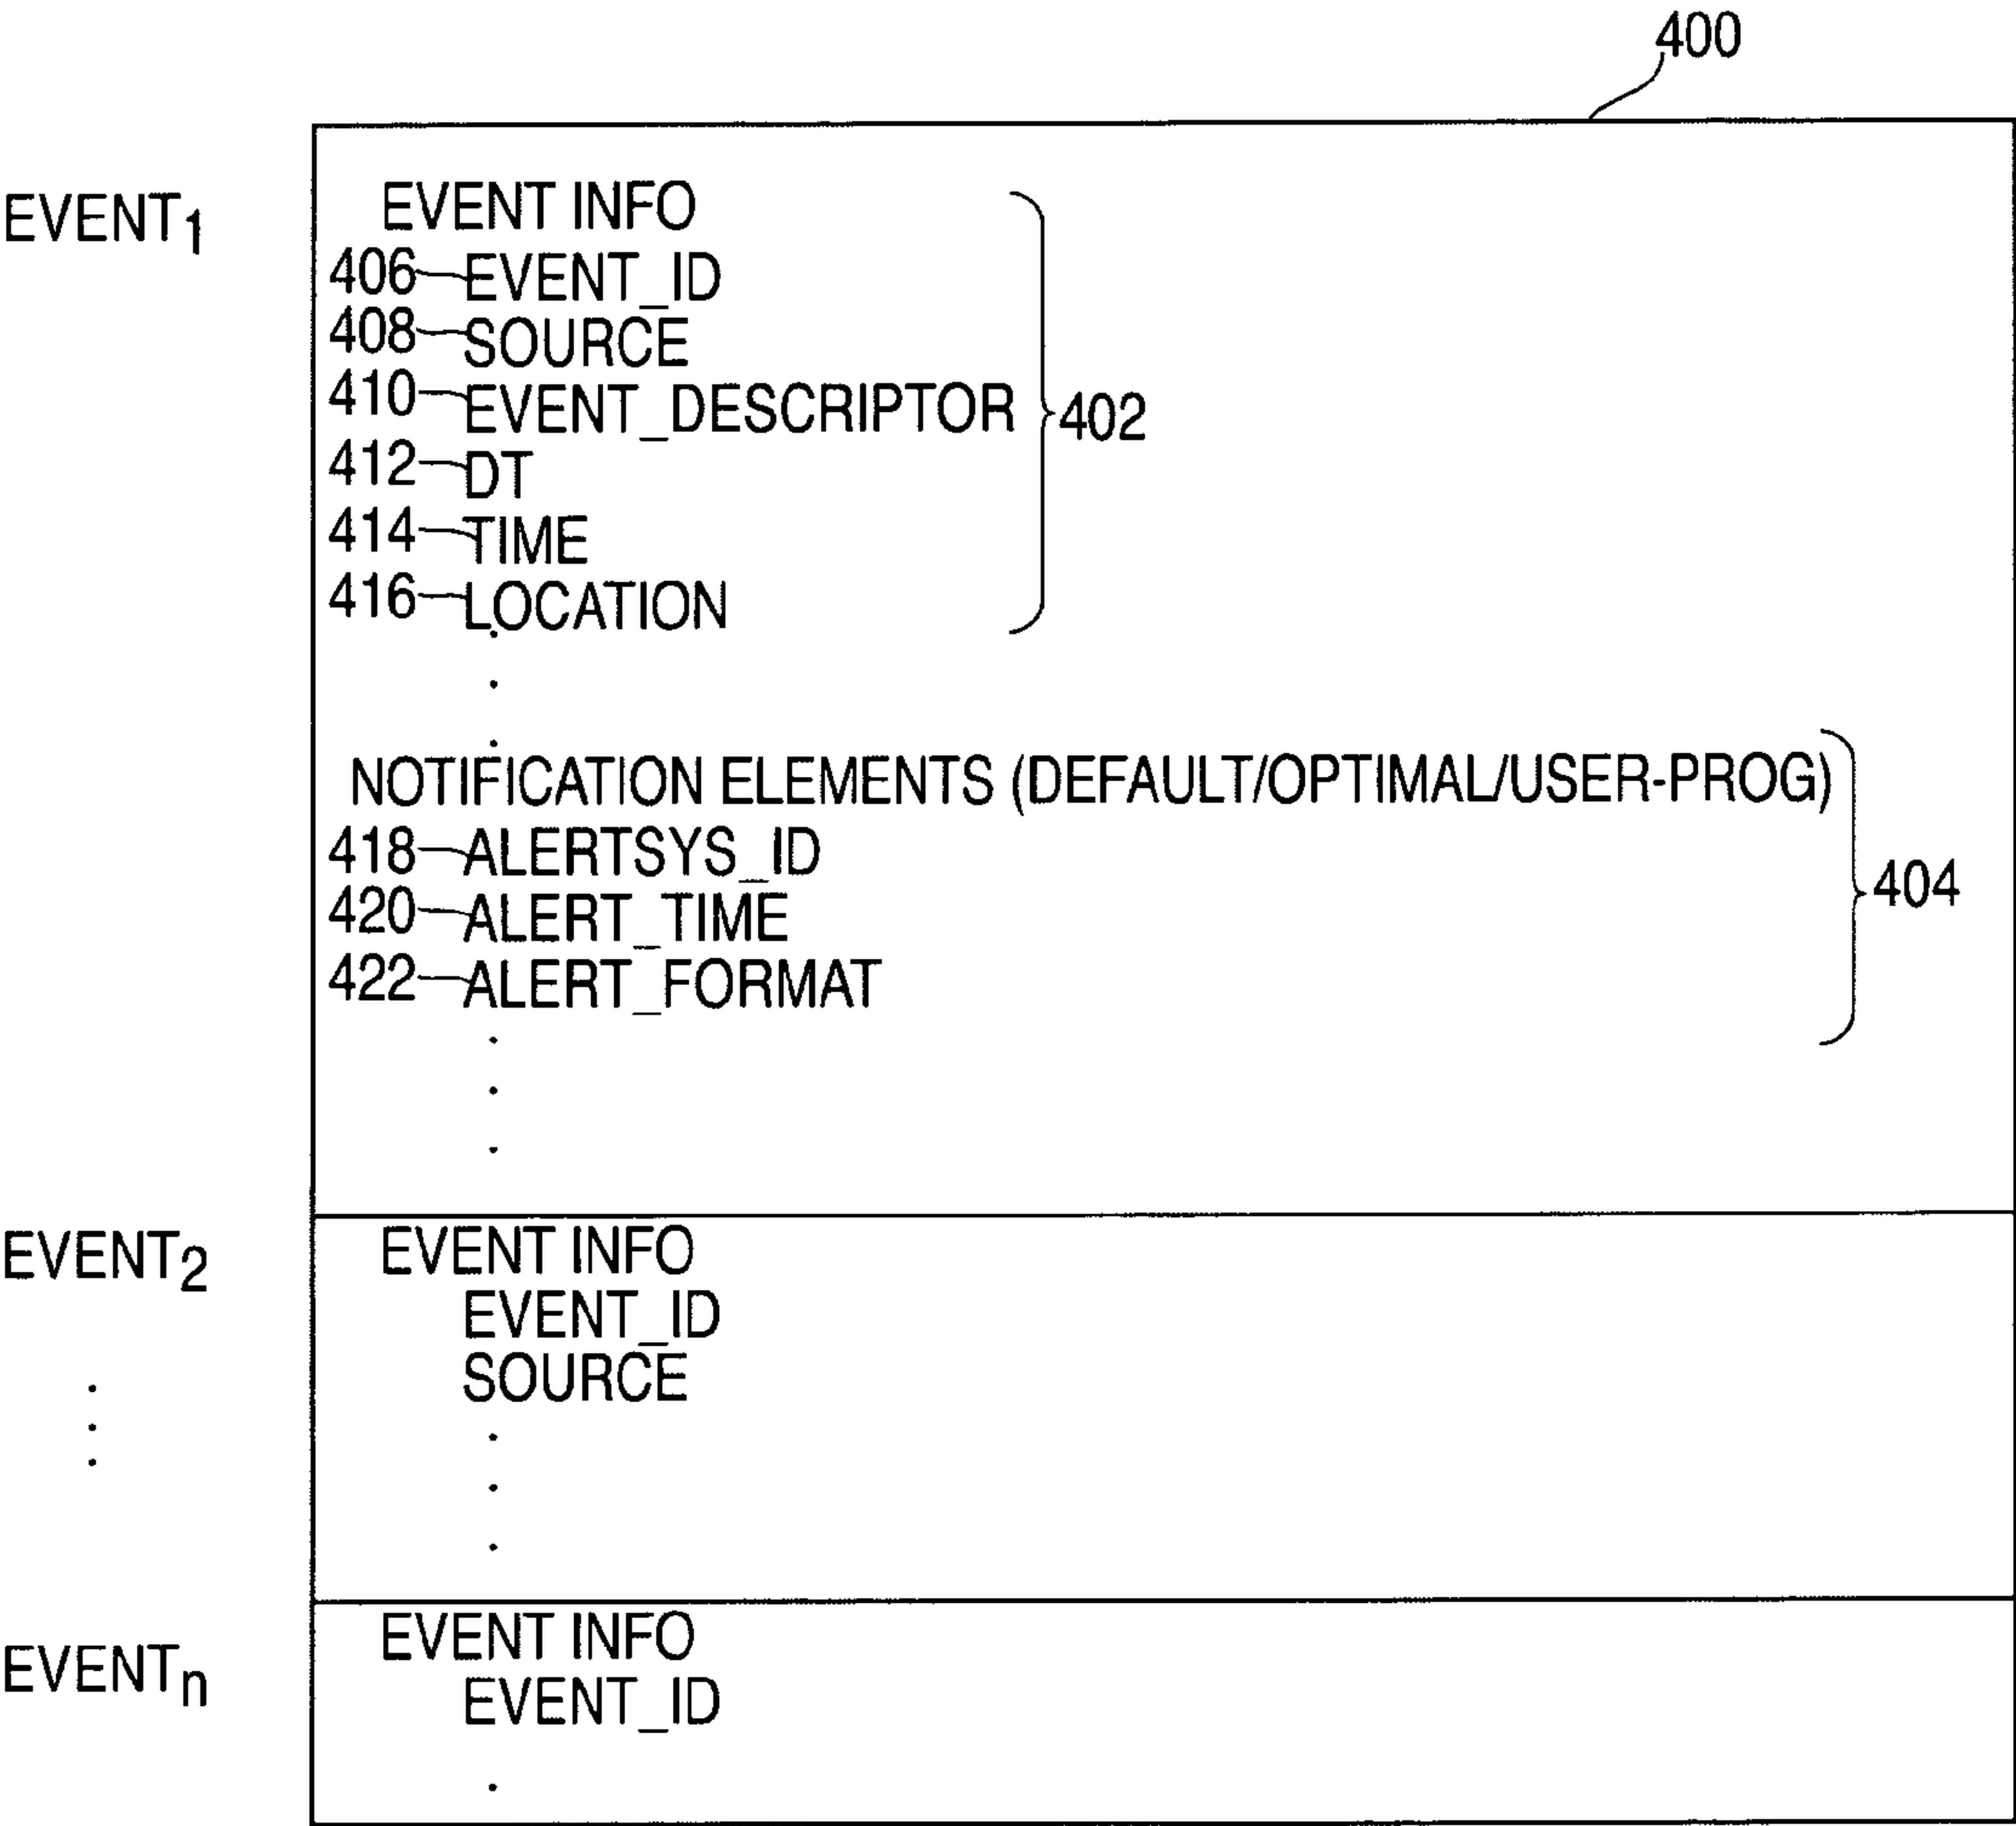 400
EVENT1 EVENT INFO
406 EVENT_ID
408 SOURCE
410 EVENT_DESCRIPTOR 402
412 DT
414 TIME
416 LOCATION
.
.
.
NOTIFICATION ELEMENTS (DEFAULT/OPTIMAL/USER-PROG)
418 ALERTSYS_ID
404
420 ALERT_TIME
422 ALERT_FORMAT
.
.
.
EVENT2 EVENT INFO
EVENT_ID
SOURCE
.
.
.
EVENTn EVENT INFO
EVENT_ID
.